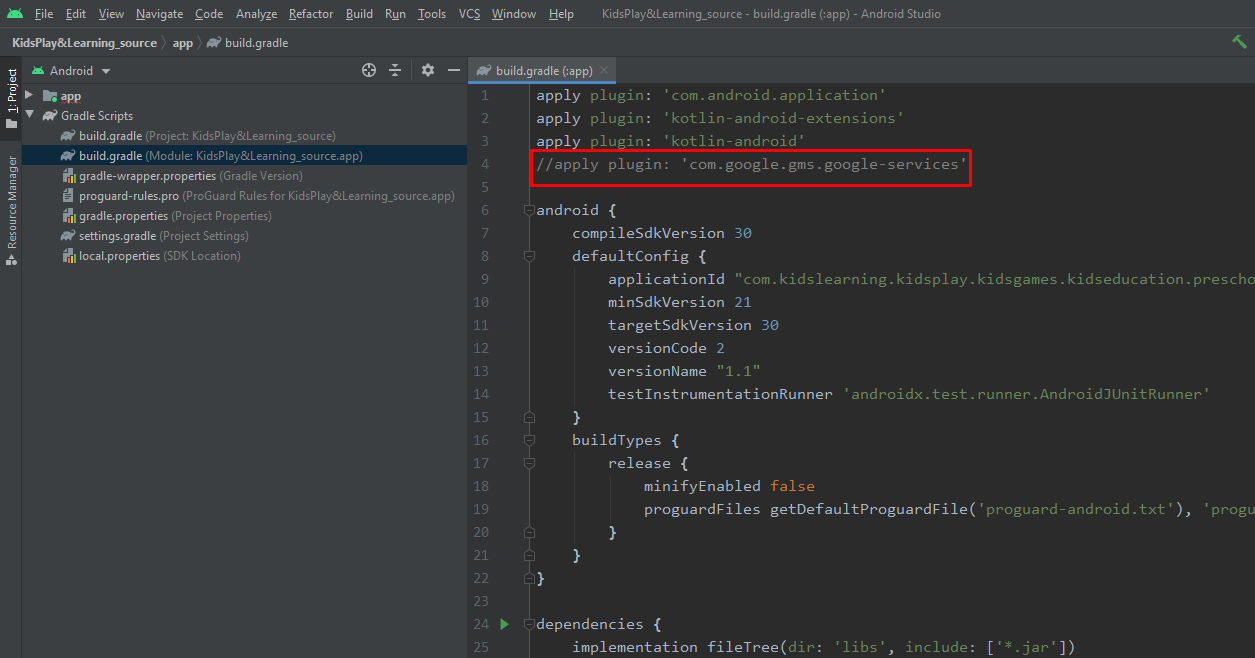 File Edit View Navigate Code Analyze Refactor Build Run Tools VCS Window Help KidsPlay&Learning_source - build.gradle (:app) - Android Studio
KidsPlay&Learning_source app build.gradle
1: Project
Resource Manager
Android
app
Gradle Scripts
build.gradle (Project: KidsPlay&Learning_source)
build.gradle (Module: KidsPlay&Learning_source.app)
gradle-wrapper.properties (Gradle Version)
proguard-rules.pro (ProGuard Rules for KidsPlay&Learning_source.app)
gradle.properties (Project Properties)
settings.gradle (Project Settings)
local.properties (SDK Location)
build.gradle (:app)
1 apply plugin: 'com.android.application'
2 apply plugin: 'kotlin-android-extensions'
3 apply plugin: 'kotlin-android'
4 //apply plugin: 'com.google.gms.google-services'
5
6 android {
7 compileSdkVersion 30
8 defaultConfig {
9 applicationId "com.kidslearning.kidsplay.kidsgames.kidseducation.prescho
10 minSdkVersion 21
11 targetSdkVersion 30
12 versionCode 2
13 versionName "1.1"
14 testInstrumentationRunner 'androidx.test.runner.AndroidJUnitRunner'
15 }
16 buildTypes {
17 release {
18 minifyEnabled false
19 proguardFiles getDefaultProguardFile('proguard-android.txt'), 'progu
20 }
21 }
22 }
23
24 dependencies {
25 implementation fileTree(dir: 'libs', include: ['*.jar'])